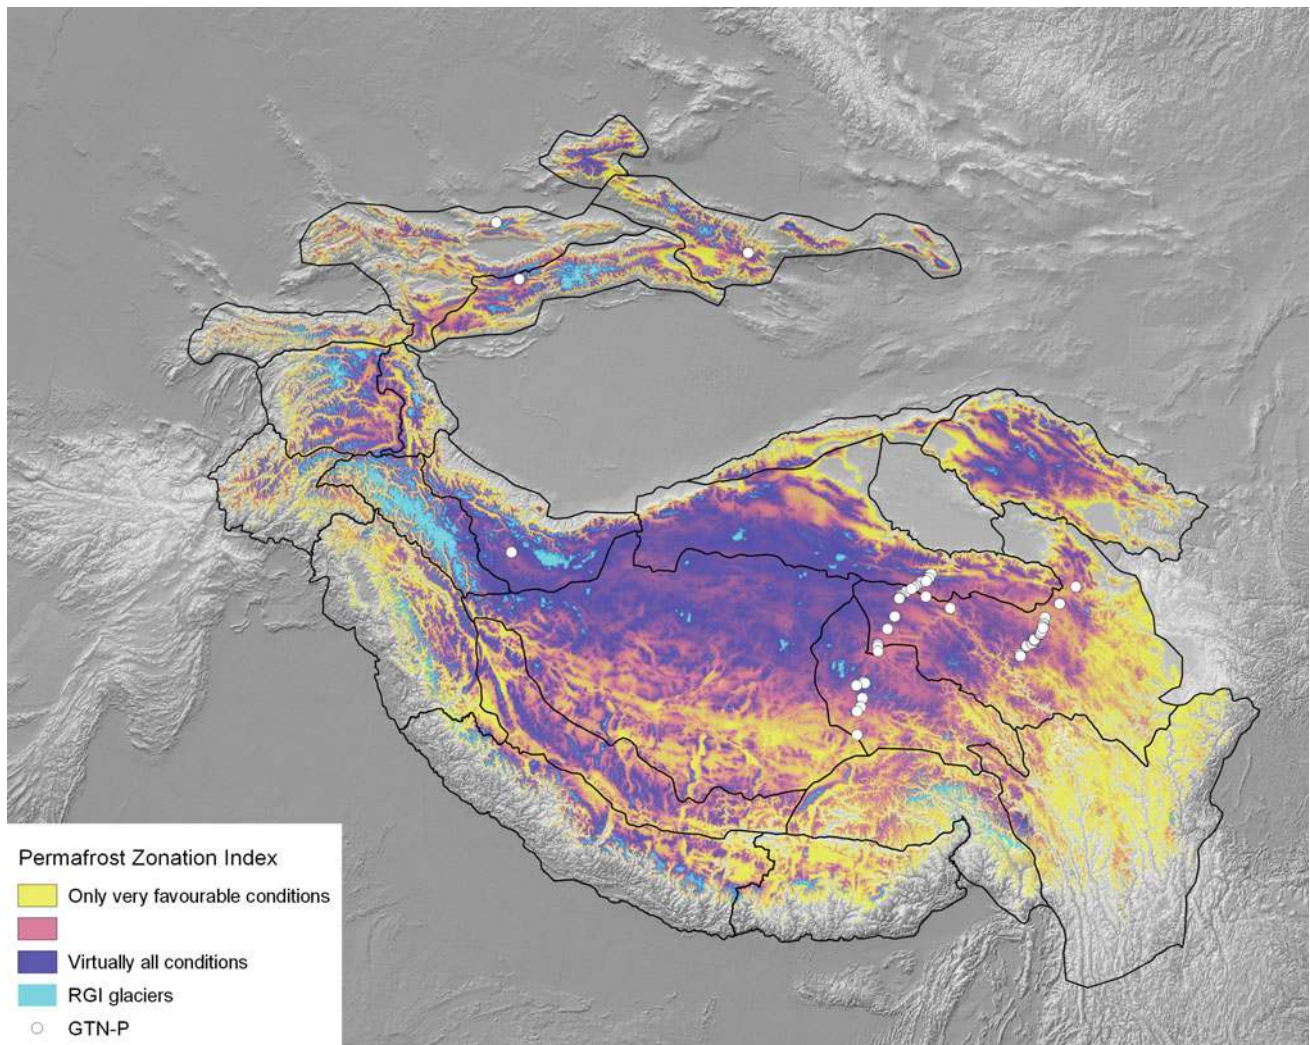 Permafrost Zonation Index
Only very favourable conditions
Virtually all conditions
RGI glaciers
GTN-P